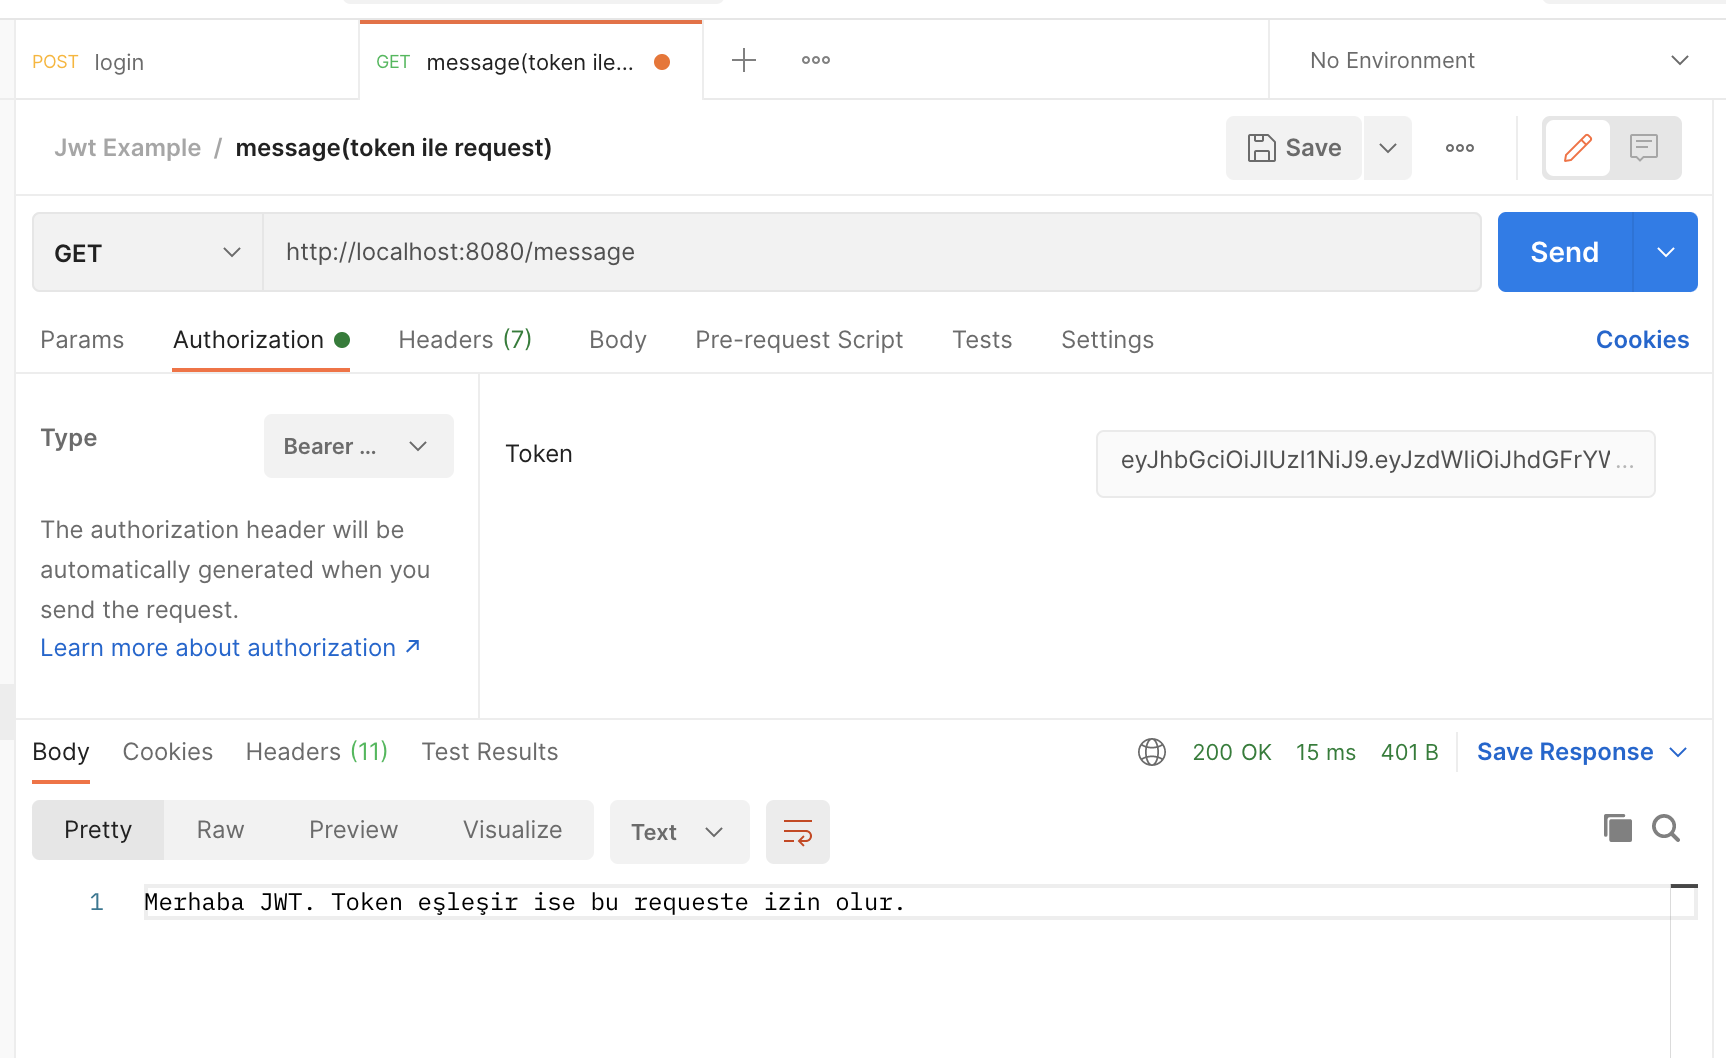 POST login
GET message(token ile...
No Environment
Jwt Example / message(token ile request)
Save
GET
http://localhost:8080/message
Send
Params
Authorization
Headers (7)
Body
Pre-request Script
Tests
Settings
Cookies
Type
Bearer ...
The authorization header will be
automatically generated when you
send the request.
Learn more about authorization ↗
Token
eyJhbGciOiJIUzI1NiJ9.eyJzdWIiOiJhdGFrYW ...
Body
Cookies
Headers (11)
Test Results
200 OK
15 ms
401 B
Save Response
Pretty
Raw
Preview
Visualize
Text
1 Merhaba JWT. Token eşleşir ise bu requeste izin olur.